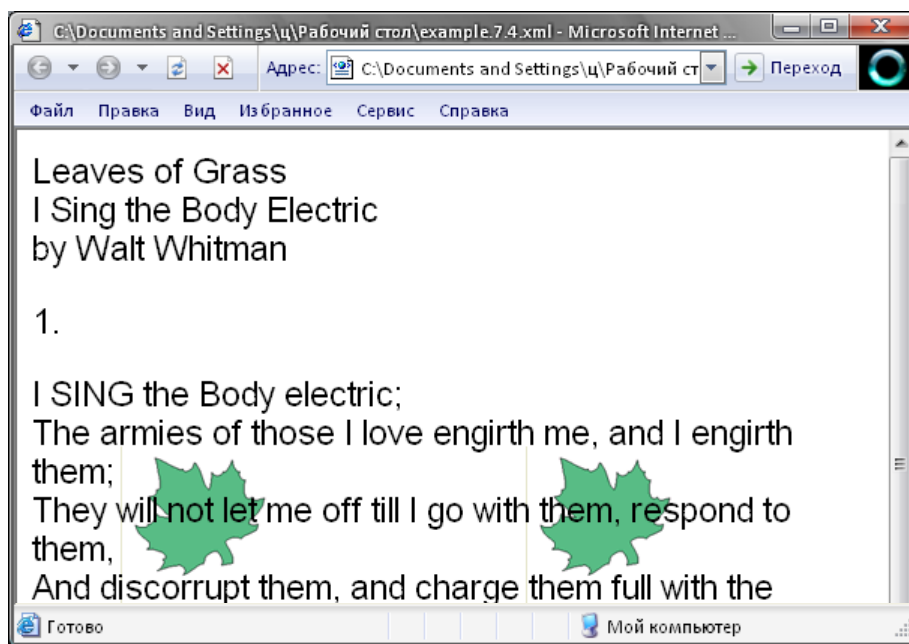 C:\Documents and Settings\ц\Рабочий стол\example.7.4.xml - Microsoft Internet ...
Адрес: C:\Documents and Settings\ц\Рабочий ст Переход
Файл Правка Вид Избранное Сервис Справка
Leaves of Grass
I Sing the Body Electric
by Walt Whitman
1.
I SING the Body electric;
The armies of those I love engirth me, and I engirth
them;
They will not let me off till I go with them, respond to
them,
And discorrupt them, and charge them full with the
Готово Мой компьютер